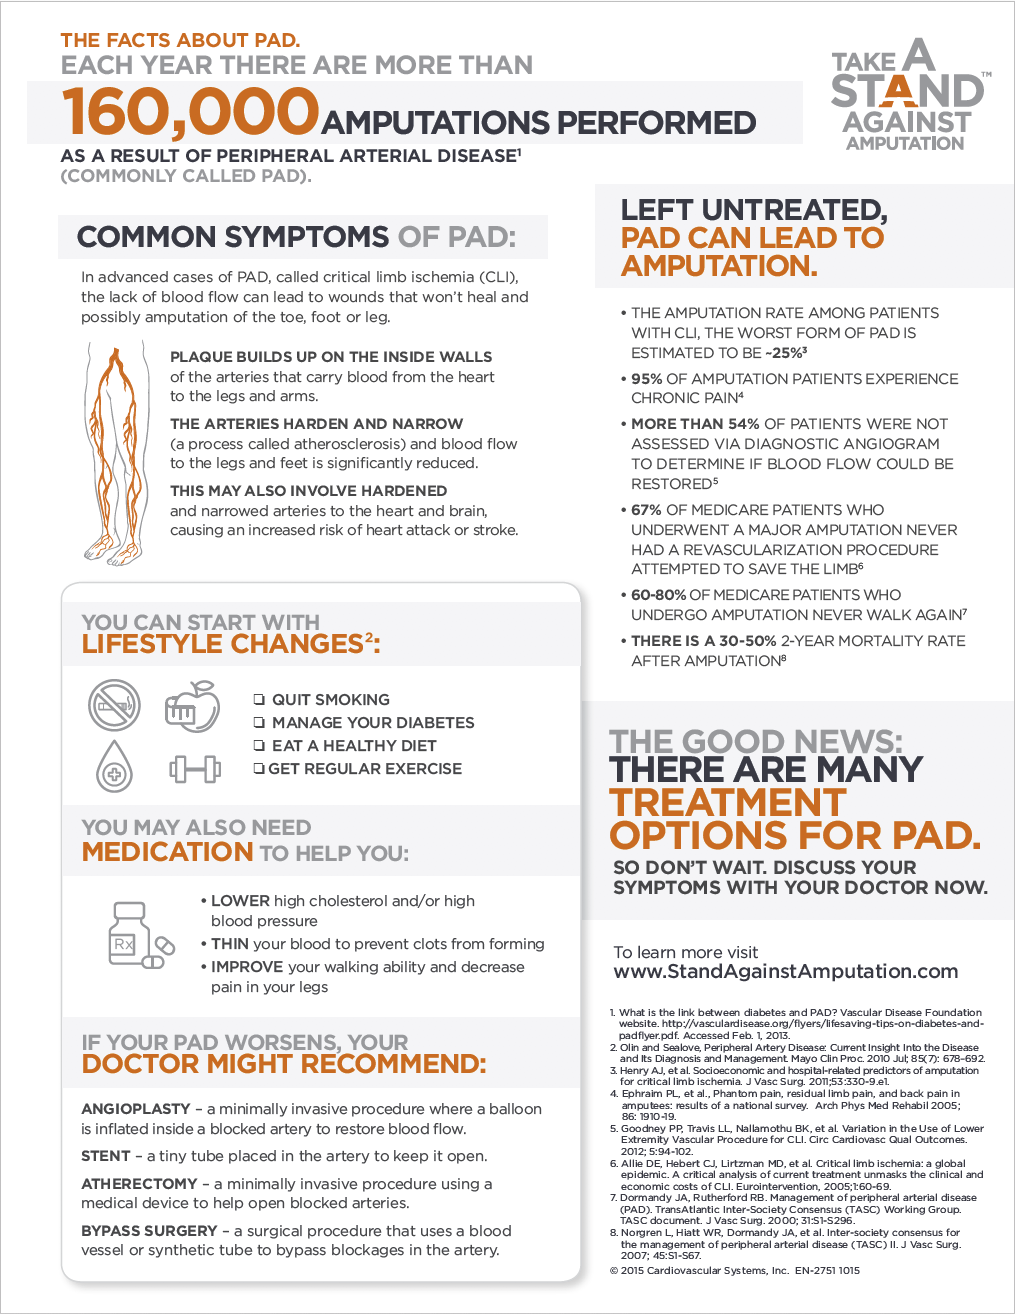 THE FACTS ABOUT PAD.
EACH YEAR THERE ARE MORE THAN
160,000 AMPUTATIONS PERFORMED
AS A RESULT OF PERIPHERAL ARTERIAL DISEASE¹
(COMMONLY CALLED PAD).
TAKE A
STAND™
AGAINST
AMPUTATION
COMMON SYMPTOMS OF PAD:
In advanced cases of PAD, called critical limb ischemia (CLI),
the lack of blood flow can lead to wounds that won't heal and
possibly amputation of the toe, foot or leg.
PLAQUE BUILDS UP ON THE INSIDE WALLS
of the arteries that carry blood from the heart
to the legs and arms.
THE ARTERIES HARDEN AND NARROW
(a process called atherosclerosis) and blood flow
to the legs and feet is significantly reduced.
THIS MAY ALSO INVOLVE HARDENED
and narrowed arteries to the heart and brain,
causing an increased risk of heart attack or stroke.
YOU CAN START WITH
LIFESTYLE CHANGES²:
❏ QUIT SMOKING
❏ MANAGE YOUR DIABETES
❏ EAT A HEALTHY DIET
❏ GET REGULAR EXERCISE
YOU MAY ALSO NEED
MEDICATION TO HELP YOU:
Rx
• LOWER high cholesterol and/or high
blood pressure
• THIN your blood to prevent clots from forming
• IMPROVE your walking ability and decrease
pain in your legs
IF YOUR PAD WORSENS, YOUR
DOCTOR MIGHT RECOMMEND:
ANGIOPLASTY – a minimally invasive procedure where a balloon
is inflated inside a blocked artery to restore blood flow.
STENT – a tiny tube placed in the artery to keep it open.
ATHERECTOMY – a minimally invasive procedure using a
medical device to help open blocked arteries.
BYPASS SURGERY – a surgical procedure that uses a blood
vessel or synthetic tube to bypass blockages in the artery.
LEFT UNTREATED,
PAD CAN LEAD TO
AMPUTATION.
• THE AMPUTATION RATE AMONG PATIENTS
WITH CLI, THE WORST FORM OF PAD IS
ESTIMATED TO BE ~25%³
• 95% OF AMPUTATION PATIENTS EXPERIENCE
CHRONIC PAIN⁴
• MORE THAN 54% OF PATIENTS WERE NOT
ASSESSED VIA DIAGNOSTIC ANGIOGRAM
TO DETERMINE IF BLOOD FLOW COULD BE
RESTORED⁵
• 67% OF MEDICARE PATIENTS WHO
UNDERWENT A MAJOR AMPUTATION NEVER
HAD A REVASCULARIZATION PROCEDURE
ATTEMPTED TO SAVE THE LIMB⁶
• 60-80% OF MEDICARE PATIENTS WHO
UNDERGO AMPUTATION NEVER WALK AGAIN⁷
• THERE IS A 30-50% 2-YEAR MORTALITY RATE
AFTER AMPUTATION⁸
THE GOOD NEWS:
THERE ARE MANY
TREATMENT
OPTIONS FOR PAD.
SO DON'T WAIT. DISCUSS YOUR
SYMPTOMS WITH YOUR DOCTOR NOW.
To learn more visit
www.StandAgainstAmputation.com
1. What is the link between diabetes and PAD? Vascular Disease Foundation
website. http://vasculardisease.org/flyers/lifesaving-tips-on-diabetes-and-
padflyer.pdf. Accessed Feb. 1, 2013.
2. Olin and Sealove, Peripheral Artery Disease: Current Insight Into the Disease
and Its Diagnosis and Management. Mayo Clin Proc. 2010 Jul; 85(7): 678–692.
3. Henry AJ, et al. Socioeconomic and hospital-related predictors of amputation
for critical limb ischemia. J Vasc Surg. 2011;53:330-9.e1.
4. Ephraim PL, et al., Phantom pain, residual limb pain, and back pain in
amputees: results of a national survey. Arch Phys Med Rehabil 2005;
86: 1910-19.
5. Goodney PP, Travis LL, Nallamothu BK, et al. Variation in the Use of Lower
Extremity Vascular Procedure for CLI. Circ Cardiovasc Qual Outcomes.
2012; 5:94-102.
6. Allie DE, Hebert CJ, Lirtzman MD, et al. Critical limb ischemia: a global
epidemic. A critical analysis of current treatment unmasks the clinical and
economic costs of CLI. Eurointervention, 2005;1:60-69.
7. Dormandy JA, Rutherford RB. Management of peripheral arterial disease
(PAD). TransAtlantic Inter-Society Consensus (TASC) Working Group.
TASC document. J Vasc Surg. 2000; 31:S1-S296.
8. Norgren L, Hiatt WR, Dormandy JA, et al. Inter-society consensus for
the management of peripheral arterial disease (TASC) II. J Vasc Surg.
2007; 45:S1-S67.
© 2015 Cardiovascular Systems, Inc. EN-2751 1015